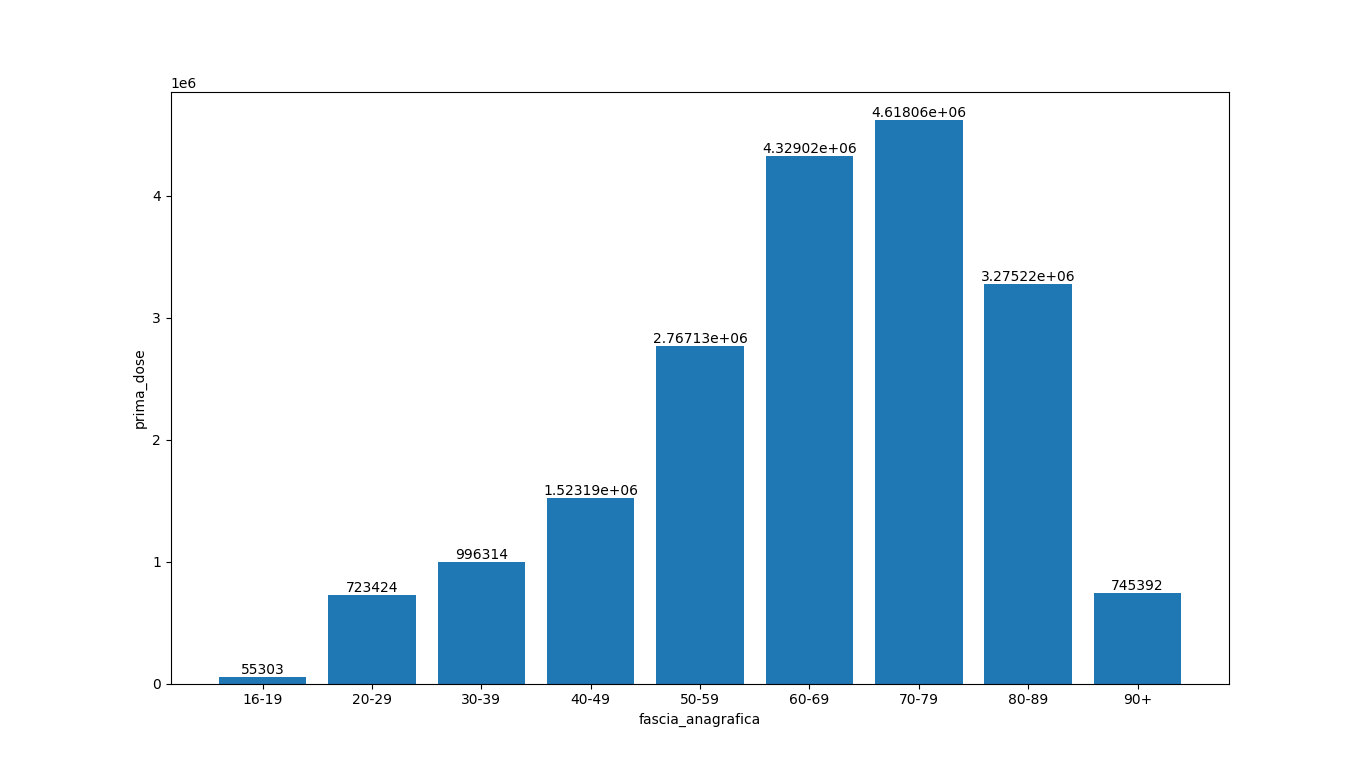 1e6
4.61806e+06
4.32902e+06
4
3.27522e+06
3
2.76713e+06
prima_dose
2
1.52319e+06
996314
1
723424
745392
55303
0
16-19 20-29 30-39 40-49 50-59 60-69 70-79 80-89 90+
fascia_anagrafica